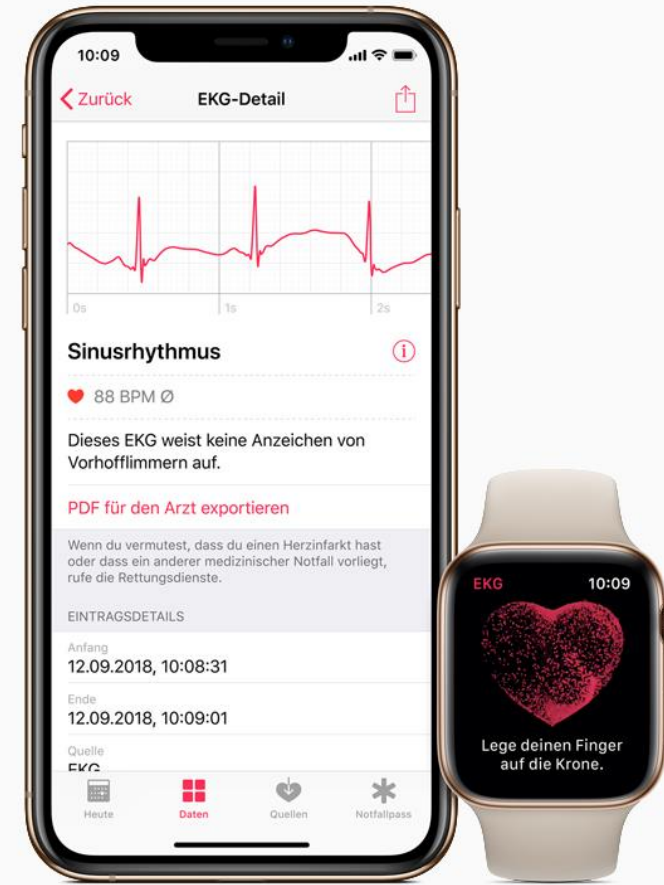 10:09
Zurück
EKG-Detail
0s
1s
2s
Sinusrhythmus
88 BPM Ø
Dieses EKG weist keine Anzeichen von
Vorhofflimmern auf.
PDF für den Arzt exportieren
Wenn du vermutest, dass du einen Herzinfarkt hast
oder dass ein anderer medizinischer Notfall vorliegt,
rufe die Rettungsdienste.
EINTRAGSDETAILS
Anfang
12.09.2018, 10:08:31
Ende
12.09.2018, 10:09:01
Quelle
EKG
Heute
Daten
Quellen
Notfallpass
EKG
10:09
Lege deinen Finger
auf die Krone.